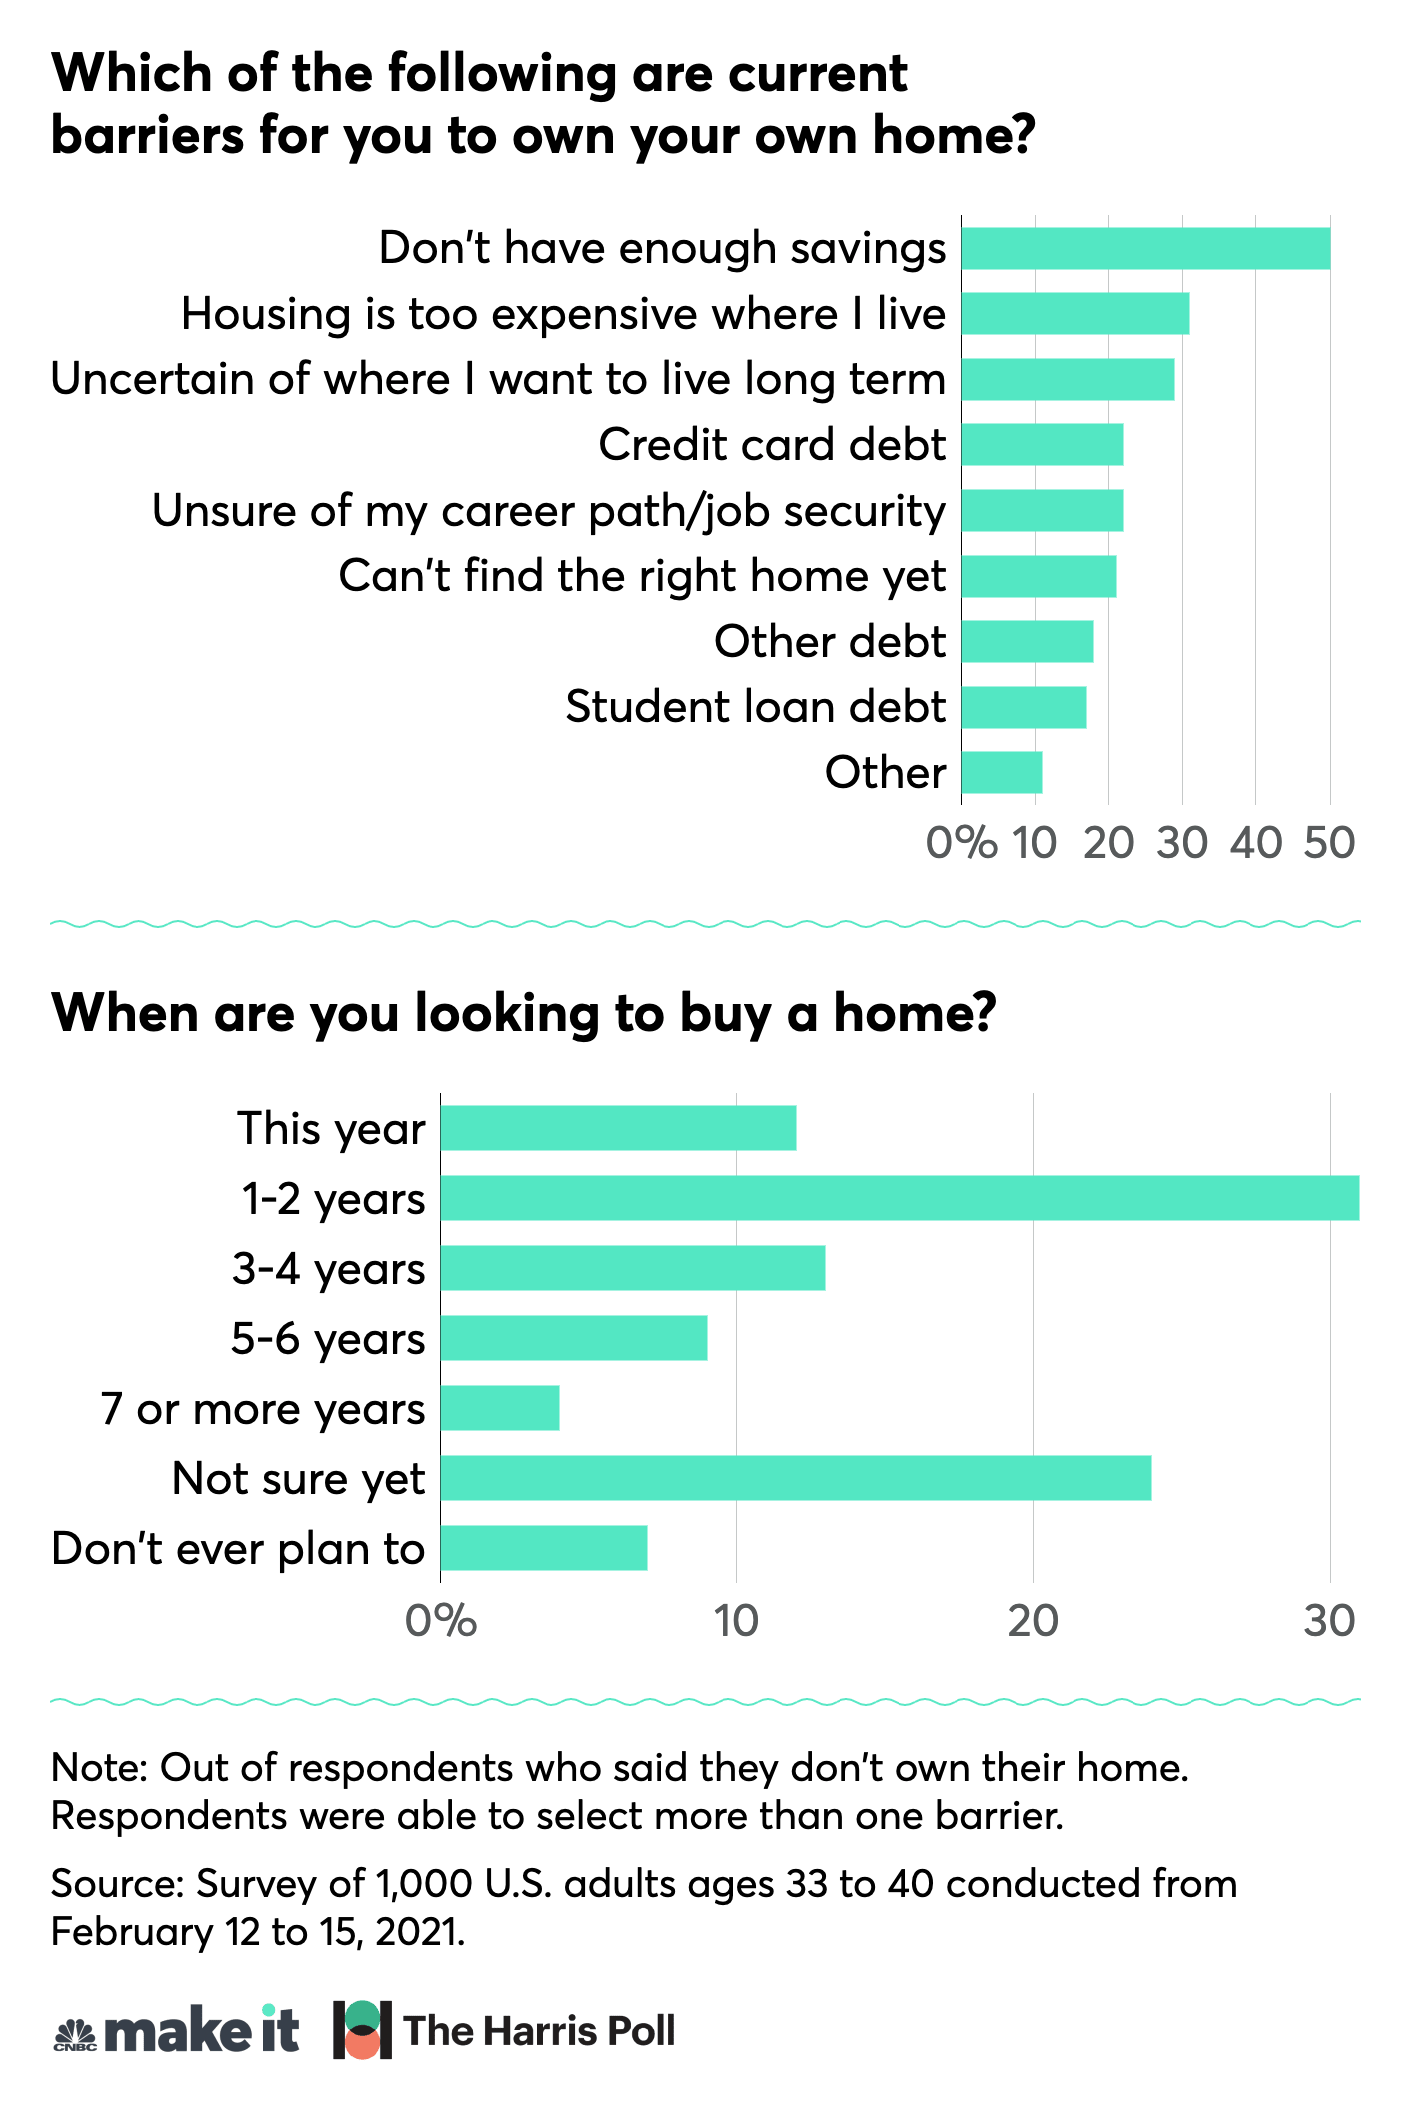 Which of the following are current
barriers for you to own your own home?
Don't have enough savings
Housing is too expensive where I live
Uncertain of where I want to live long term
Credit card debt
Unsure of my career path/job security
Can't find the right home yet
Other debt
Student loan debt
Other
0% 10 20 30 40 50
When are you looking to buy a home?
This year
1-2 years
3-4 years
5-6 years
7 or more years
Not sure yet
Don't ever plan to
0% 10 20 30
Note: Out of respondents who said they don't own their home.
Respondents were able to select more than one barrier.
Source: Survey of 1,000 U.S. adults ages 33 to 40 conducted from
February 12 to 15, 2021.
CNBC make it The Harris Poll